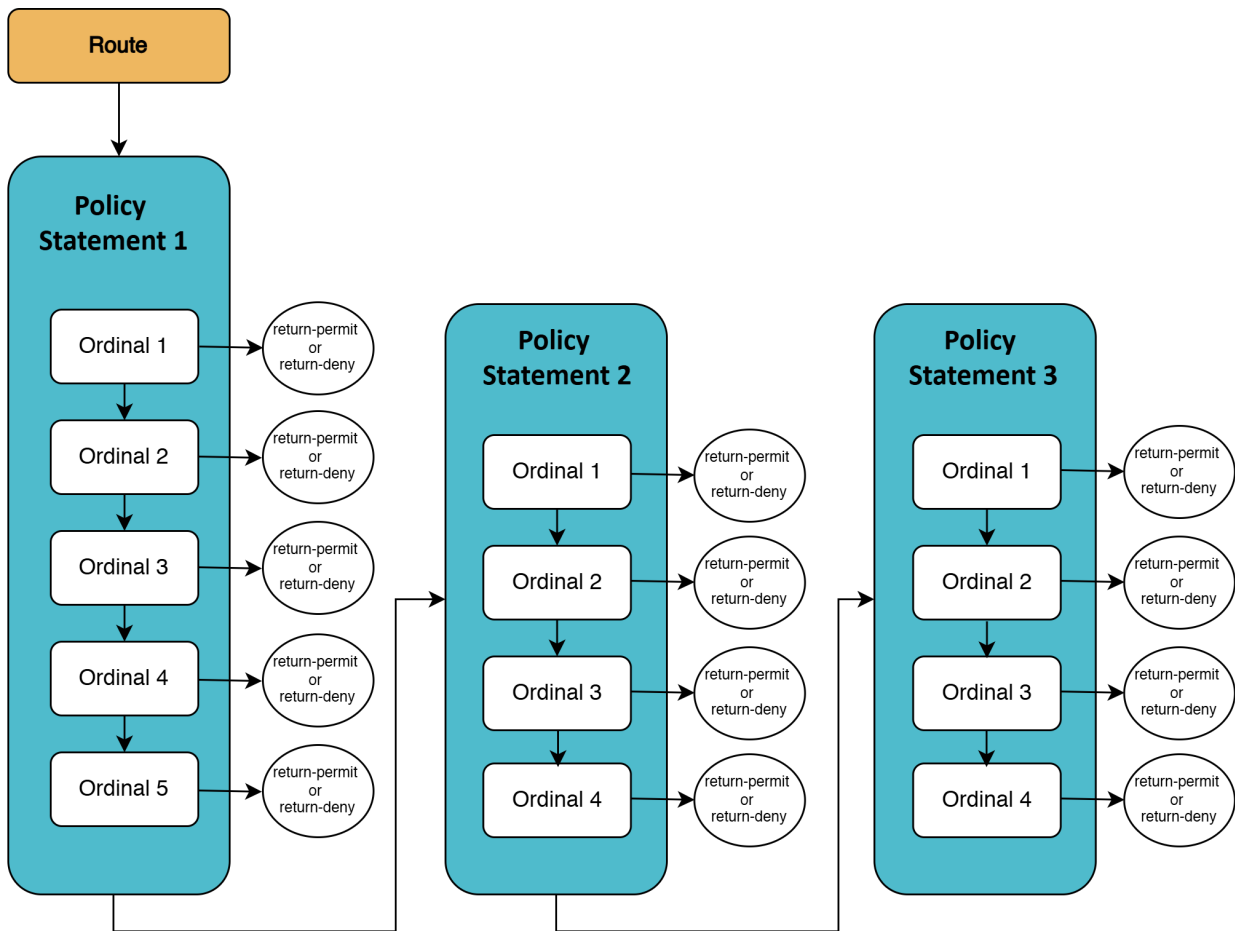 Route
Policy
Statement 1
Ordinal 1
return-permit
or
return-deny
Ordinal 2
return-permit
or
return-deny
Ordinal 3
return-permit
or
return-deny
Ordinal 4
return-permit
or
return-deny
Ordinal 5
return-permit
or
return-deny
Policy
Statement 2
Ordinal 1
return-permit
or
return-deny
Ordinal 2
return-permit
or
return-deny
Ordinal 3
return-permit
or
return-deny
Ordinal 4
return-permit
or
return-deny
Policy
Statement 3
Ordinal 1
return-permit
or
return-deny
Ordinal 2
return-permit
or
return-deny
Ordinal 3
return-permit
or
return-deny
Ordinal 4
return-permit
or
return-deny